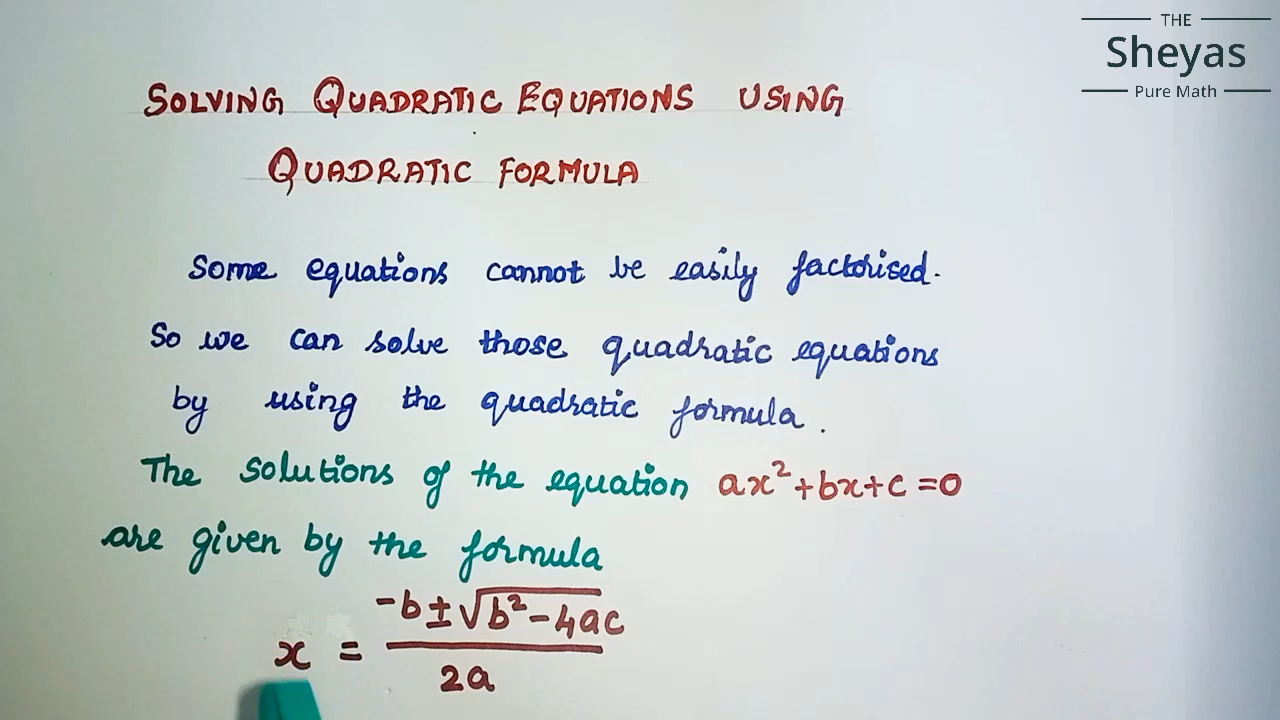 THE
Sheyas
Pure Math
SOLVING QUADRATIC EQUATIONS USING
QUADRATIC FORMULA
Some equations cannot be easily factorised.
So we can solve those quadratic equations
by using the quadratic formula.
The solutions of the equation ax²+bx+c=0
are given by the formula
x = (-b±√(b²-4ac))/2a